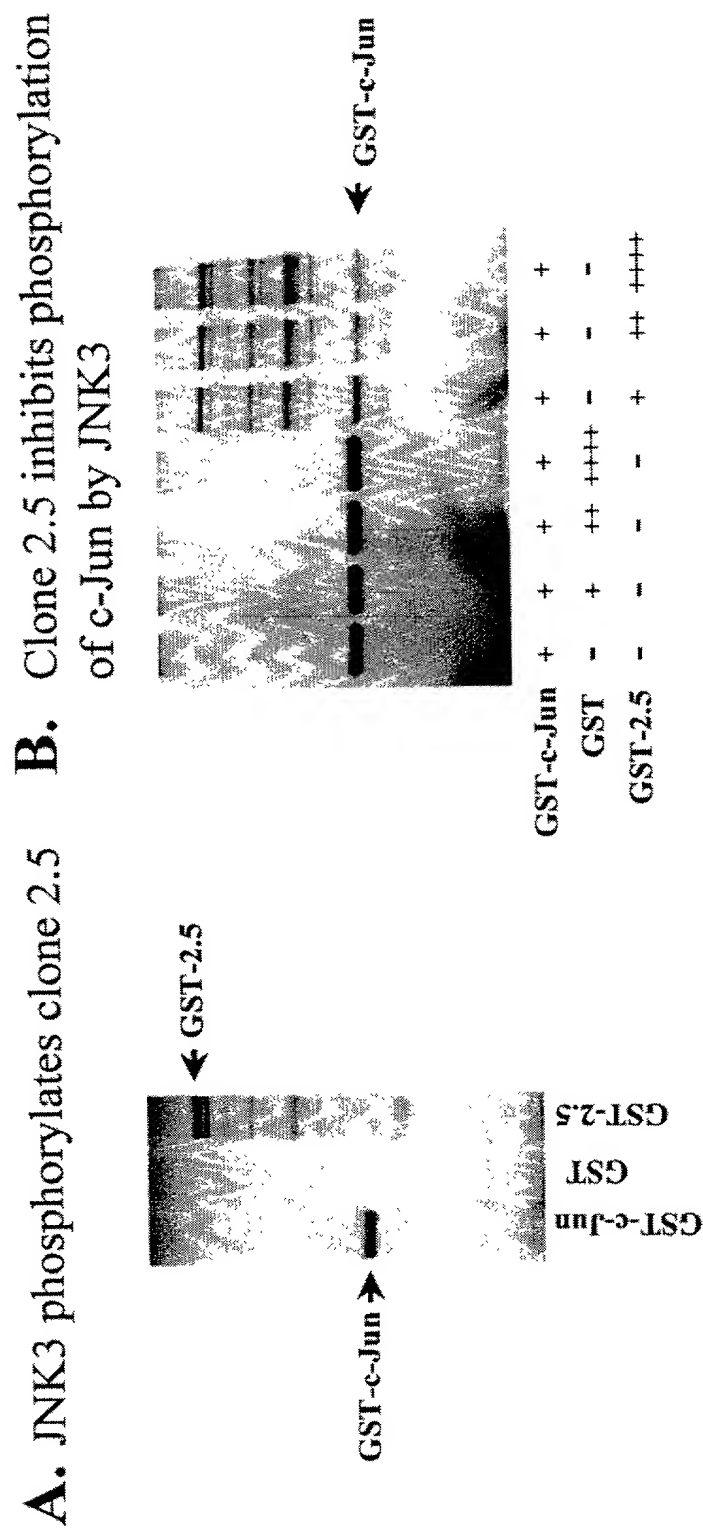 A. JNK3 phosphorylates clone 2.5
GST-c-Jun
GST-2.5
GST-c-Jun
GST
GST-2.5
B. Clone 2.5 inhibits phosphorylation
of c-Jun by JNK3
GST-c-Jun
GST-c-Jun + + + + + + +
GST - + ++ ++++ - - -
GST-2.5 - - - - + ++ ++++